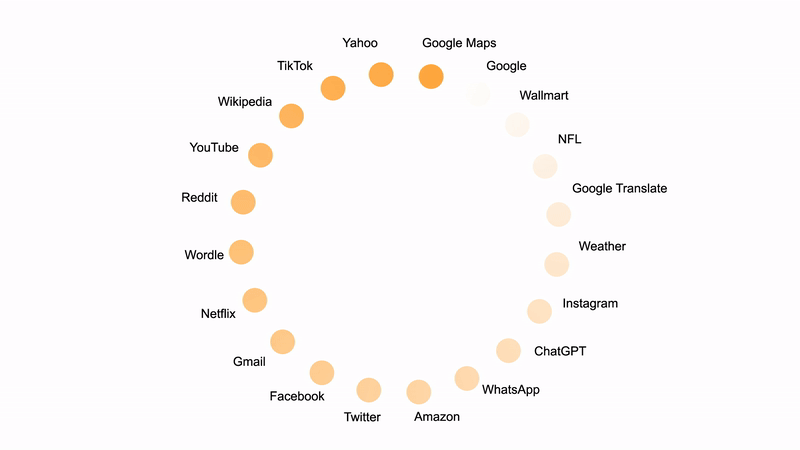 Yahoo
Google Maps
TikTok
Google
Wikipedia
Wallmart
YouTube
NFL
Reddit
Google Translate
Wordle
Weather
Netflix
Instagram
Gmail
ChatGPT
Facebook
WhatsApp
Twitter
Amazon